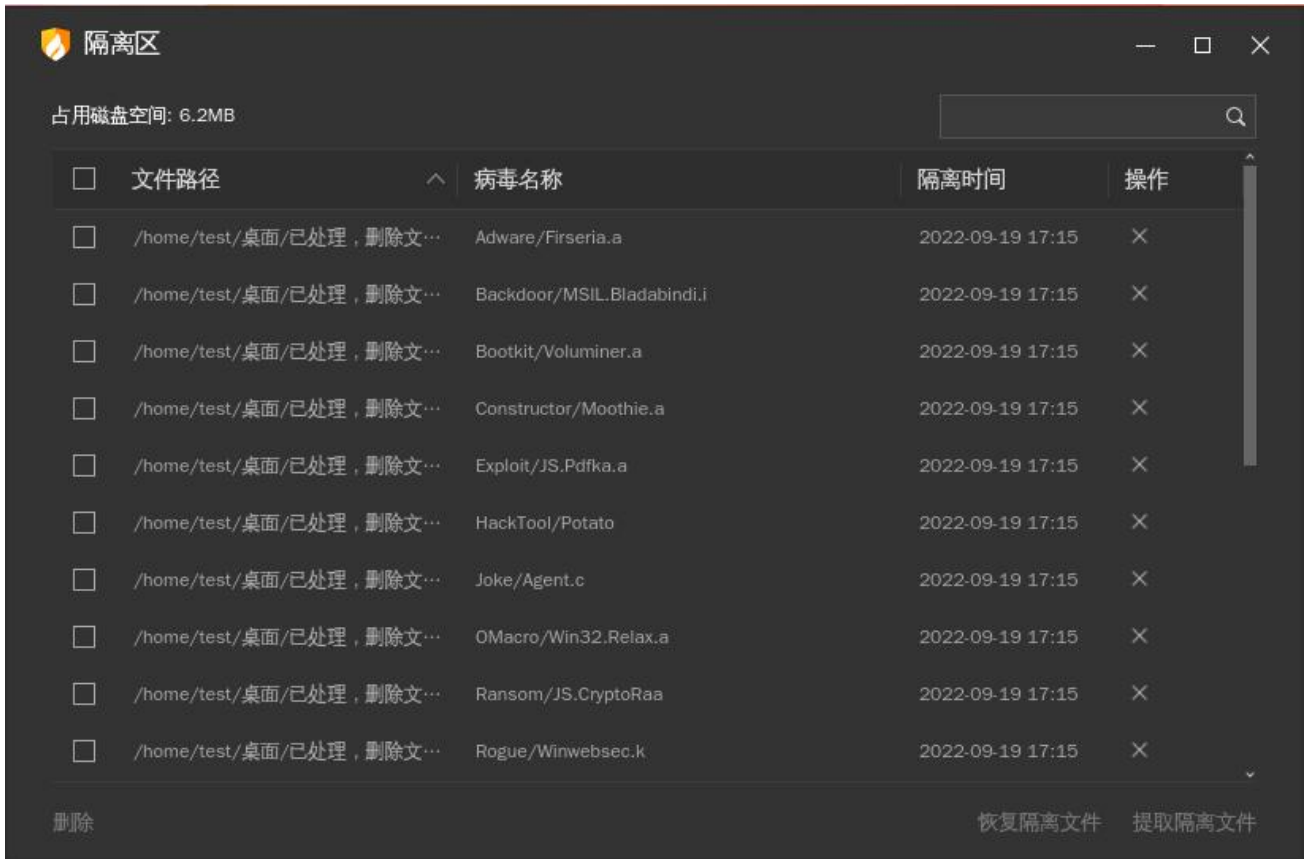 隔离区
占用磁盘空间: 6.2MB
文件路径 病毒名称 隔离时间 操作
/home/test/桌面/已处理，删除文… Adware/Firseria.a 2022-09-19 17:15
/home/test/桌面/已处理，删除文… Backdoor/MSIL.Bladabindi.i 2022-09-19 17:15
/home/test/桌面/已处理，删除文… Bootkit/Voluminer.a 2022-09-19 17:15
/home/test/桌面/已处理，删除文… Constructor/Moothie.a 2022-09-19 17:15
/home/test/桌面/已处理，删除文… Exploit/JS.Pdfka.a 2022-09-19 17:15
/home/test/桌面/已处理，删除文… HackTool/Potato 2022-09-19 17:15
/home/test/桌面/已处理，删除文… Joke/Agent.c 2022-09-19 17:15
/home/test/桌面/已处理，删除文… OMacro/Win32.Relax.a 2022-09-19 17:15
/home/test/桌面/已处理，删除文… Ransom/JS.CryptoRaa 2022-09-19 17:15
/home/test/桌面/已处理，删除文… Rogue/Winwebsec.k 2022-09-19 17:15
删除 恢复隔离文件 提取隔离文件